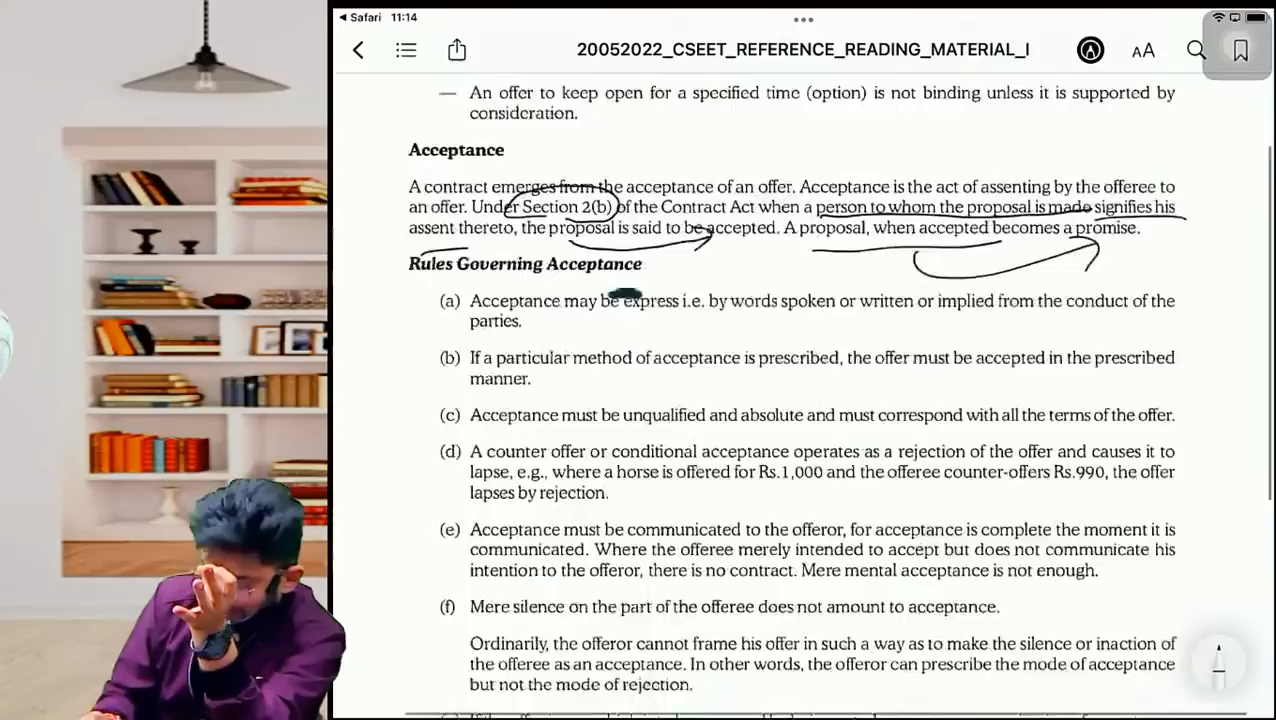 Safari 11:14
20052022_CSEET_REFERENCE_READING_MATERIAL_I
AA
— An offer to keep open for a specified time (option) is not binding unless it is supported by
consideration.
Acceptance
A contract emerges from the acceptance of an offer. Acceptance is the act of assenting by the offeree to
an offer. Under Section 2(b) of the Contract Act when a person to whom the proposal is made signifies his
assent thereto, the proposal is said to be accepted. A proposal, when accepted becomes a promise.
Rules Governing Acceptance
(a) Acceptance may be express i.e. by words spoken or written or implied from the conduct of the
parties.
(b) If a particular method of acceptance is prescribed, the offer must be accepted in the prescribed
manner.
(c) Acceptance must be unqualified and absolute and must correspond with all the terms of the offer.
(d) A counter offer or conditional acceptance operates as a rejection of the offer and causes it to
lapse, e.g., where a horse is offered for Rs.1,000 and the offeree counter-offers Rs.990, the offer
lapses by rejection.
(e) Acceptance must be communicated to the offeror, for acceptance is complete the moment it is
communicated. Where the offeree merely intended to accept but does not communicate his
intention to the offeror, there is no contract. Mere mental acceptance is not enough.
(f) Mere silence on the part of the offeree does not amount to acceptance.
Ordinarily, the offeror cannot frame his offer in such a way as to make the silence or inaction of
the offeree as an acceptance. In other words, the offeror can prescribe the mode of acceptance
but not the mode of rejection.